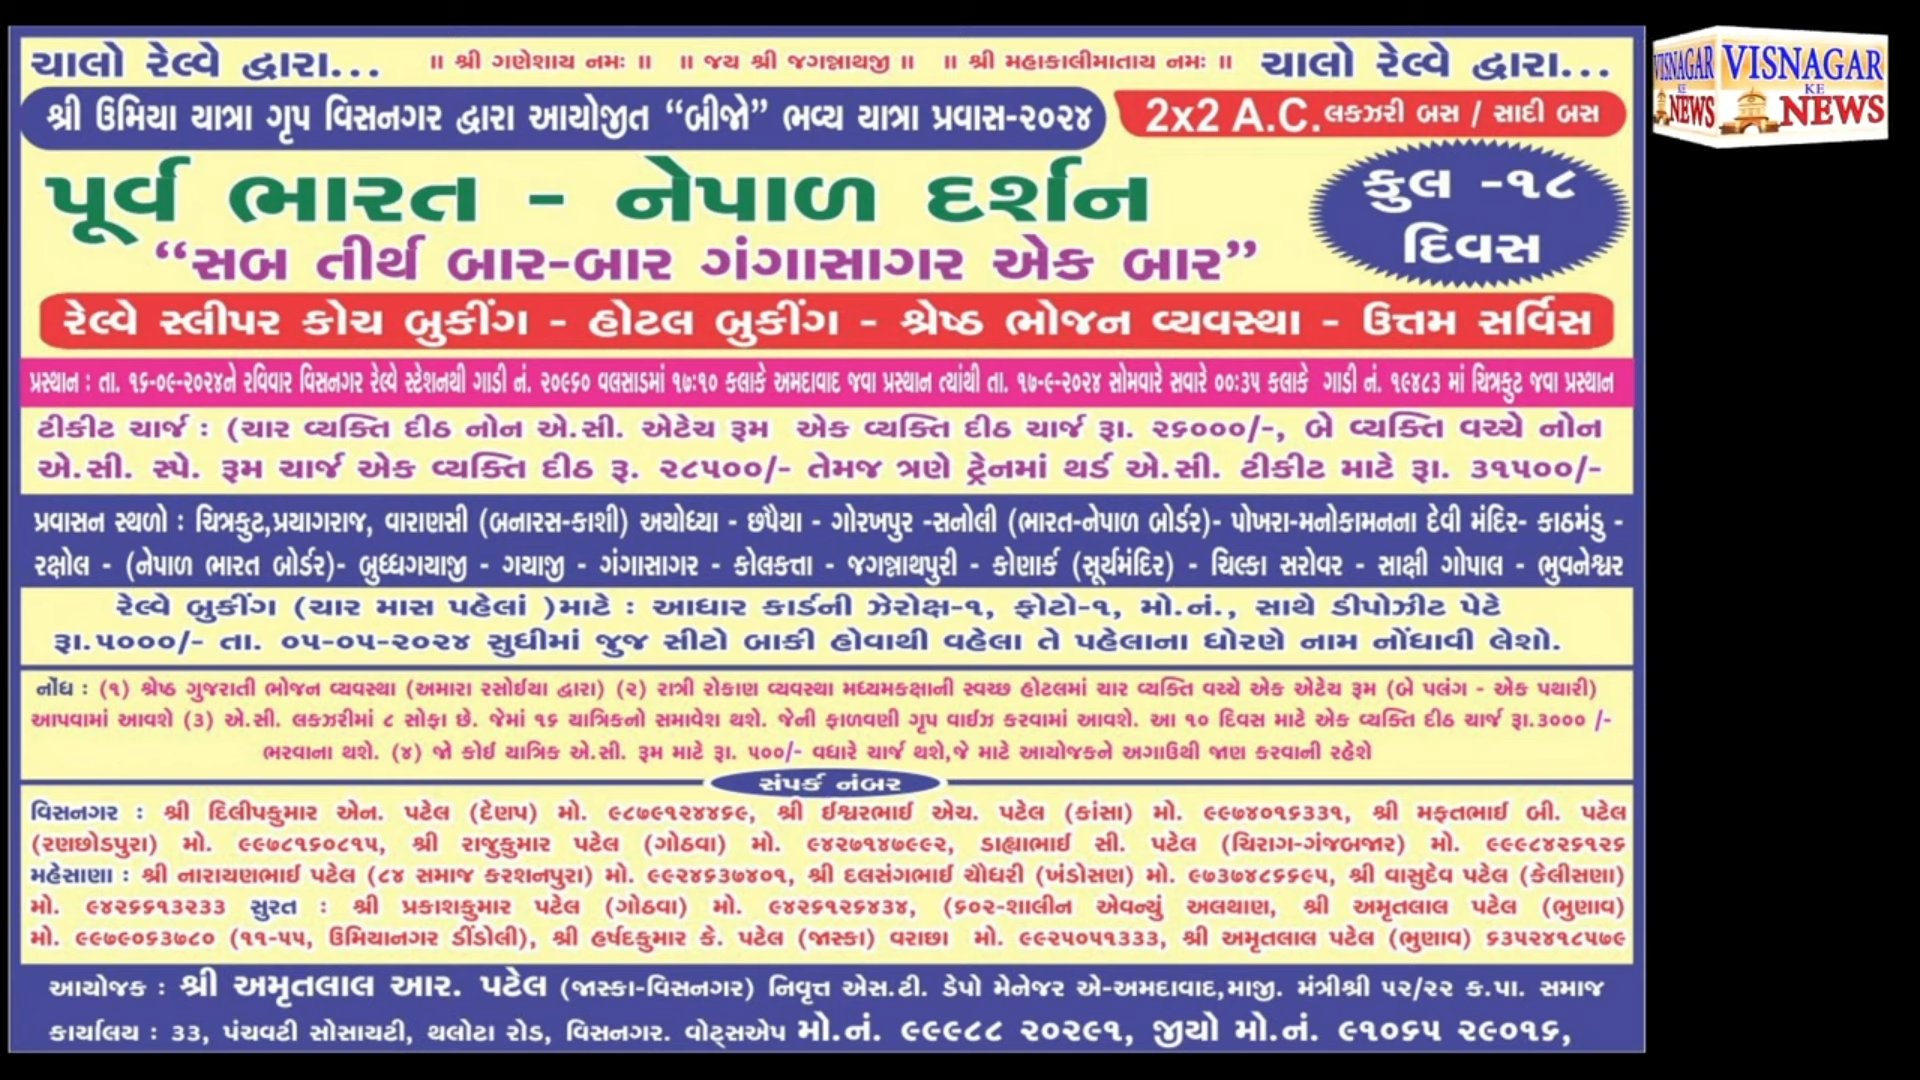 ચાલો રેલ્વે દ્વારા... ॥ શ્રી ગણેશાય નમઃ ॥ ॥ જય શ્રી જગન્નાથજી ॥ ॥ શ્રી મહાકાલીમાતાય નમઃ ॥ ચાલો રેલ્વે દ્વારા...
શ્રી ઉમિયા યાત્રા ગૃપ વિસનગર દ્વારા આયોજીત “બીજો” ભવ્ય યાત્રા પ્રવાસ-૨૦૨૪ 2x2 A.C. લકઝરી બસ / સાદી બસ
પૂર્વ ભારત - નેપાળ દર્શન
કુલ -૧૮
દિવસ
“સબ તીર્થ બાર-બાર ગંગાસાગર એક બાર”
રેલ્વે સ્લીપર કોચ બુકીંગ - હોટલ બુકીંગ - શ્રેષ્ઠ ભોજન વ્યવસ્થા - ઉત્તમ સર્વિસ
પ્રસ્થાન : તા. ૧૬-૦૯-૨૦૨૪ને રવિવાર વિસનગર રેલ્વે સ્ટેશનથી ગાડી નં. ૨૦૯૬૦ વલસાડમાં ૧૭:૧૦ કલાકે અમદાવાદ જવા પ્રસ્થાન ત્યાંથી તા. ૧૭-૯-૨૦૨૪ સોમવારે સવારે ૦૦:૩૫ કલાકે ગાડી નં. ૧૯૪૮૩ માં ચિત્રકુટ જવા પ્રસ્થાન
ટીકીટ ચાર્જ : (ચાર વ્યક્તિ દીઠ નોન એ.સી. એટેચ રૂમ એક વ્યક્તિ દીઠ ચાર્જ રૂા. ૨૬૦૦૦/-, બે વ્યક્તિ વચ્ચે નોન
એ.સી. સ્પે. રૂમ ચાર્જ એક વ્યક્તિ દીઠ રૂ. ૨૮૫૦૦/- તેમજ ત્રણે ટ્રેનમાં થર્ડ એ.સી. ટીકીટ માટે રૂા. ૩૧૫૦૦/-
પ્રવાસન સ્થળો : ચિત્રકુટ,પ્રયાગરાજ, વારાણસી (બનારસ-કાશી) અયોધ્યા - છપૈયા - ગોરખપુર -સનોલી (ભારત-નેપાળ બોર્ડર)- પોખરા-મનોકામનના દેવી મંદિર- કાઠમંડુ -
રક્ષોલ - (નેપાળ ભારત બોર્ડર)- બુધ્ધગયાજી - ગયાજી - ગંગાસાગર - કોલકત્તા - જગન્નાથપુરી - કોણાર્ક (સૂર્યમંદિર) - ચિલ્કા સરોવર - સાક્ષી ગોપાલ - ભુવનેશ્વર
રેલ્વે બુકીંગ (ચાર માસ પહેલાં )માટે : આધાર કાર્ડની ઝેરોક્ષ-૧, ફોટો-૧, મો.નં., સાથે ડીપોઝીટ પેટે
રૂા.૫૦૦૦/- તા. ૦૫-૦૫-૨૦૨૪ સુધીમાં જુજ સીટો બાકી હોવાથી વહેલા તે પહેલાના ધોરણે નામ નોંધાવી લેશો.
નોંધ : (૧) શ્રેષ્ઠ ગુજરાતી ભોજન વ્યવસ્થા (અમારા રસોઈયા દ્વારા) (૨) રાત્રી રોકાણ વ્યવસ્થા મધ્યમકક્ષાની સ્વચ્છ હોટલમાં ચાર વ્યક્તિ વચ્ચે એક એટેચ રૂમ (બે પલંગ - એક પથારી)
આપવામાં આવશે (૩) એ.સી. લકઝરીમાં ૮ સોફા છે. જેમાં ૧૬ યાત્રિકનો સમાવેશ થશે. જેની ફાળવણી ગૃપ વાઈઝ કરવામાં આવશે. આ ૧૦ દિવસ માટે એક વ્યક્તિ દીઠ ચાર્જ રૂા.૩૦૦૦ /-
ભરવાના થશે. (૪) જો કોઈ યાત્રિક એ.સી. રૂમ માટે રૂા. ૫૦૦/- વધારે ચાર્જ થશે,જે માટે આયોજકને અગાઉથી જાણ કરવાની રહેશે
સંપર્ક નંબર
વિસનગર : શ્રી દિલીપકુમાર એન. પટેલ (દેણપ) મો. ૯૮૭૯૧૨૪૪૬૯, શ્રી ઈશ્વરભાઈ એચ. પટેલ (કાંસા) મો. ૯૯૭૪૦૧૬૩૩૧, શ્રી મફતભાઈ બી. પટેલ
(રણછોડપુરા) મો. ૯૯૭૮૧૬૦૮૧૫, શ્રી રાજુકુમાર પટેલ (ગોઠવા) મો. ૯૪૨૭૧૪૭૯૯૨, ડાહ્યાભાઈ સી. પટેલ (ચિરાગ-ગંજબજાર) મો. ૯૯૯૮૪૨૬૧૨૬
મહેસાણા : શ્રી નારાયણભાઈ પટેલ (૮૪ સમાજ કરશનપુરા) મો. ૯૯૨૪૬૩૭૪૦૧, શ્રી દલસંગભાઈ ચૌધરી (ખંડોસણ) મો. ૯૭૩૭૪૮૬૬૯૫, શ્રી વાસુદેવ પટેલ (કેલીસણા)
મો. ૯૪૨૬૬૧૩૨૩૩ સુરત : શ્રી પ્રકાશકુમાર પટેલ (ગોઠવા) મો. ૯૪૨૬૧૨૬૪૩૪, (૬૦૨-શાલીન એવન્યું અલથાણ, શ્રી અમૃતલાલ પટેલ (ભુણાવ)
મો. ૯૯૭૯૦૬૩૭૮૦ (૧૧-૫૫, ઉમિયાનગર ડીંડોલી), શ્રી હર્ષદકુમાર કે. પટેલ (જાસ્કા) વરાછા મો. ૯૯૨૫૦૫૧૩૩૩, શ્રી અમૃતલાલ પટેલ (ભુણાવ) ૬૩૫૨૪૧૮૫૭૯
આયોજક : શ્રી અમૃતલાલ આર. પટેલ (જાસ્કા-વિસનગર) નિવૃત્ત એસ.ટી. ડેપો મેનેજર એ-અમદાવાદ,માજી. મંત્રીશ્રી ૫૨/૨૨ ક.પા. સમાજ
કાર્યાલય : ૩૩, પંચવટી સોસાયટી, થલોટા રોડ, વિસનગર. વોટ્સએપ મો.નં. ૯૯૯૮૮ ૨૦૨૯૧, જીયો મો.નં. ૯૧૦૬૫ ૨૯૦૧૬,
VISNAGAR KE NEWS
VISNAGAR
KE
NEWS